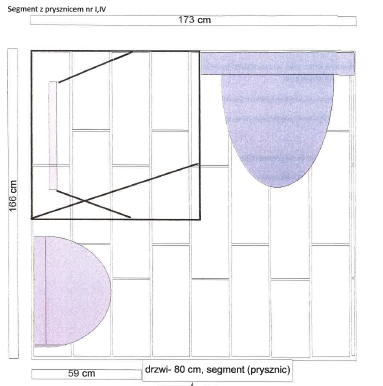 Segment z prysznicem nr I,IV
173 cm
166 cm
59 cm
drzwi- 80 cm, segment (prysznic)